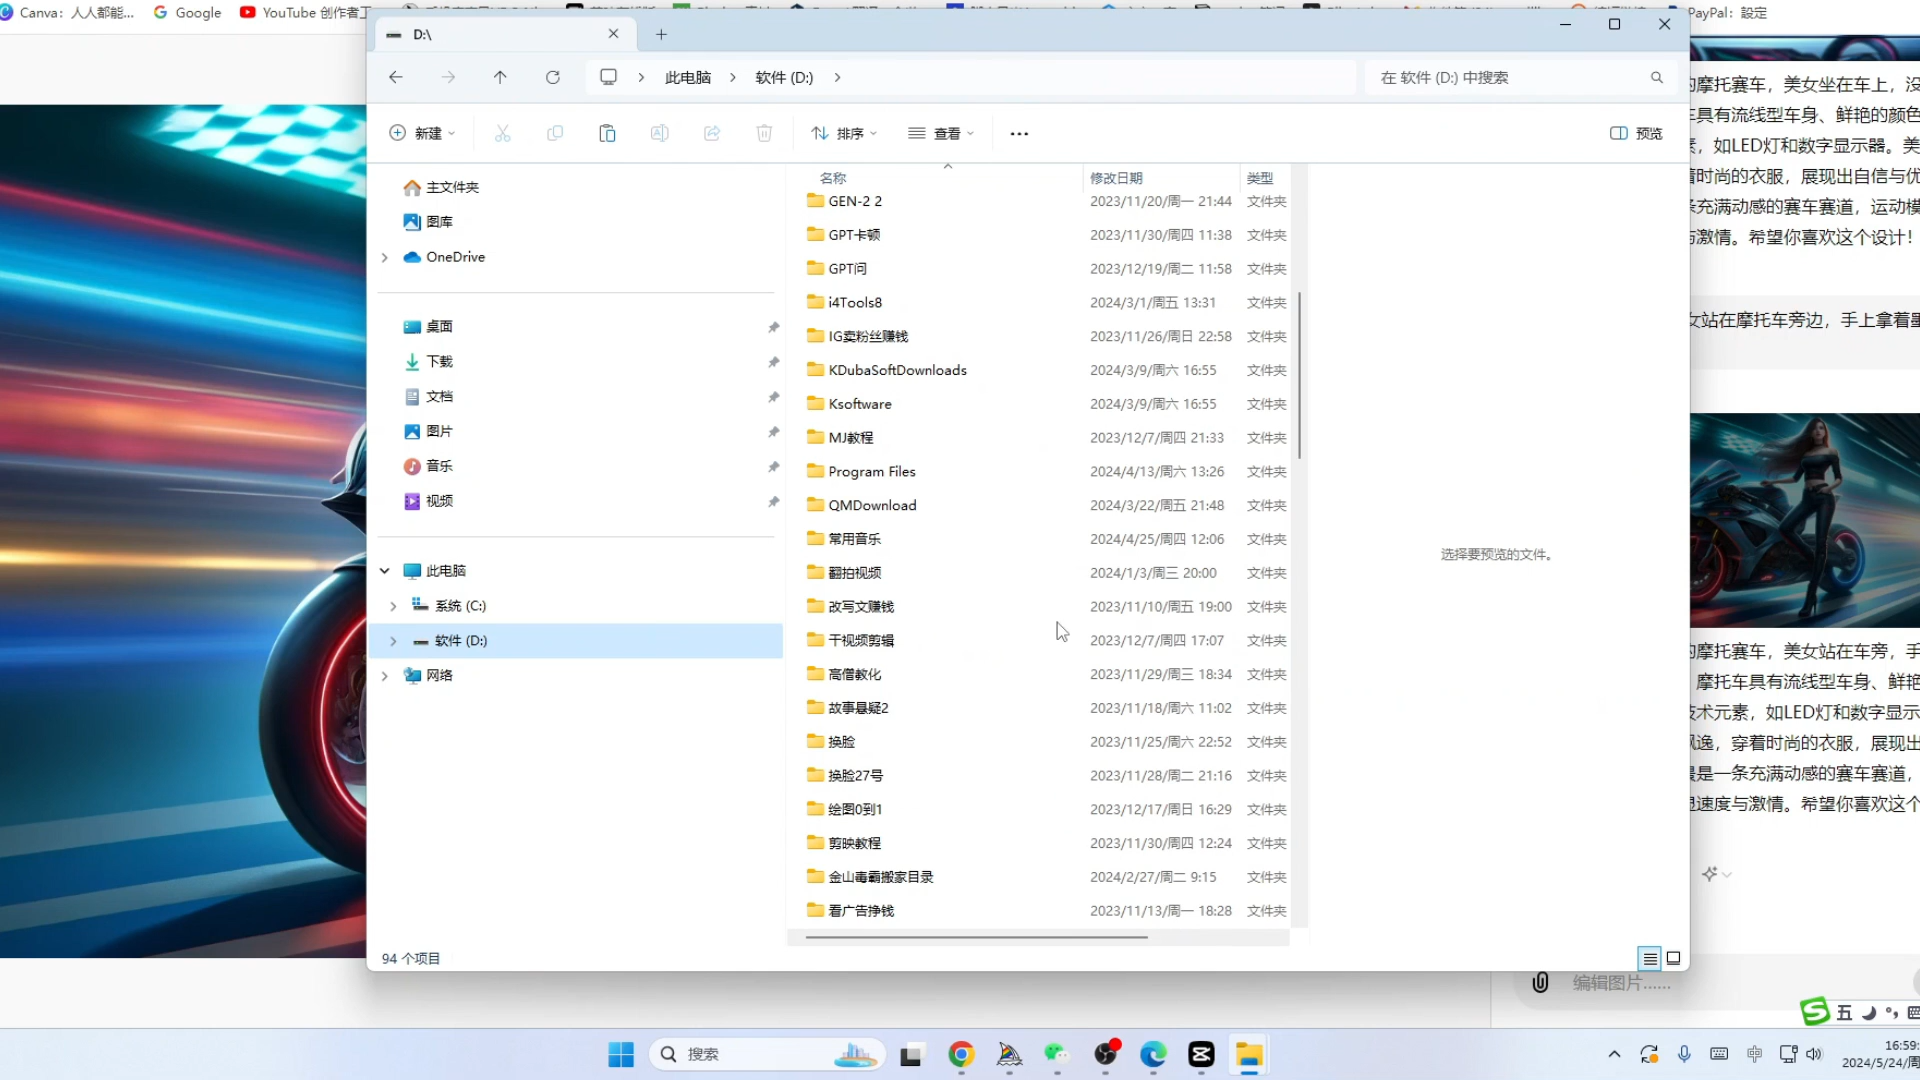 Canva：人人都能...
Google
YouTube 创作者工
PayPal：設定
D:\
此电脑
软件 (D:)
在 软件 (D:) 中搜索
新建
排序
查看
预览
主文件夹
图库
OneDrive
桌面
下载
文档
图片
音乐
视频
此电脑
系统 (C:)
软件 (D:)
网络
名称 修改日期 类型
GEN-2 2 2023/11/20/周一 21:44 文件夹
GPT卡顿 2023/11/30/周四 11:38 文件夹
GPT问 2023/12/19/周二 11:58 文件夹
i4Tools8 2024/3/1/周五 13:31 文件夹
IG卖粉丝赚钱 2023/11/26/周日 22:58 文件夹
KDubaSoftDownloads 2024/3/9/周六 16:55 文件夹
Ksoftware 2024/3/9/周六 16:55 文件夹
MJ教程 2023/12/7/周四 21:33 文件夹
Program Files 2024/4/13/周六 13:26 文件夹
QMDownload 2024/3/22/周五 21:48 文件夹
常用音乐 2024/4/25/周四 12:06 文件夹
翻拍视频 2024/1/3/周三 20:00 文件夹
改写文赚钱 2023/11/10/周五 19:00 文件夹
干视频剪辑 2023/12/7/周四 17:07 文件夹
高僧教化 2023/11/29/周三 18:34 文件夹
故事悬疑2 2023/11/18/周六 11:02 文件夹
换脸 2023/11/25/周六 22:52 文件夹
换脸27号 2023/11/28/周二 21:16 文件夹
绘图0到1 2023/12/17/周日 16:29 文件夹
剪映教程 2023/11/30/周四 12:24 文件夹
金山毒霸搬家目录 2024/2/27/周二 9:15 文件夹
看广告挣钱 2023/11/13/周一 18:28 文件夹
选择要预览的文件。
94 个项目
的摩托赛车，美女坐在车上，没
车具有流线型车身、鲜艳的颜色
素，如LED灯和数字显示器。美
着时尚的衣服，展现出自信与优
条充满动感的赛车赛道，运动模
与激情。希望你喜欢这个设计！
女站在摩托车旁边，手上拿着
的摩托赛车，美女站在车旁，手
摩托车具有流线型车身、鲜艳
技术元素，如LED灯和数字显示
飘逸，穿着时尚的衣服，展现出
景是一条充满动感的赛车赛道，
现速度与激情。希望你喜欢这个
编辑图片......
五
搜索
中
16:59
2024/5/24/周